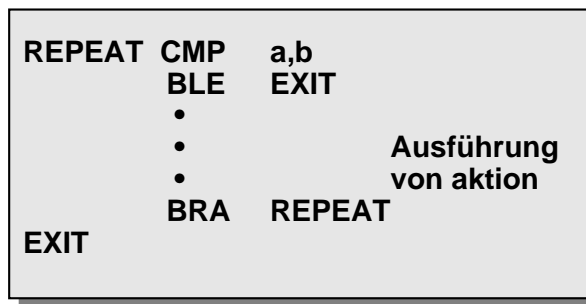 REPEAT CMP a,b
BLE EXIT
•
• Ausführung
• von aktion
BRA REPEAT
EXIT